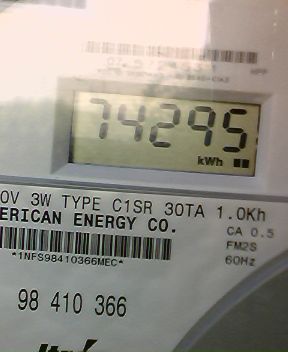 74295
kWh
0V 3W TYPE C1SR 30TA 1.0Kh
ERICAN ENERGY CO.
CA 0.5
FM2S
*1NFS98410366MEC*
60Hz
98 410 366